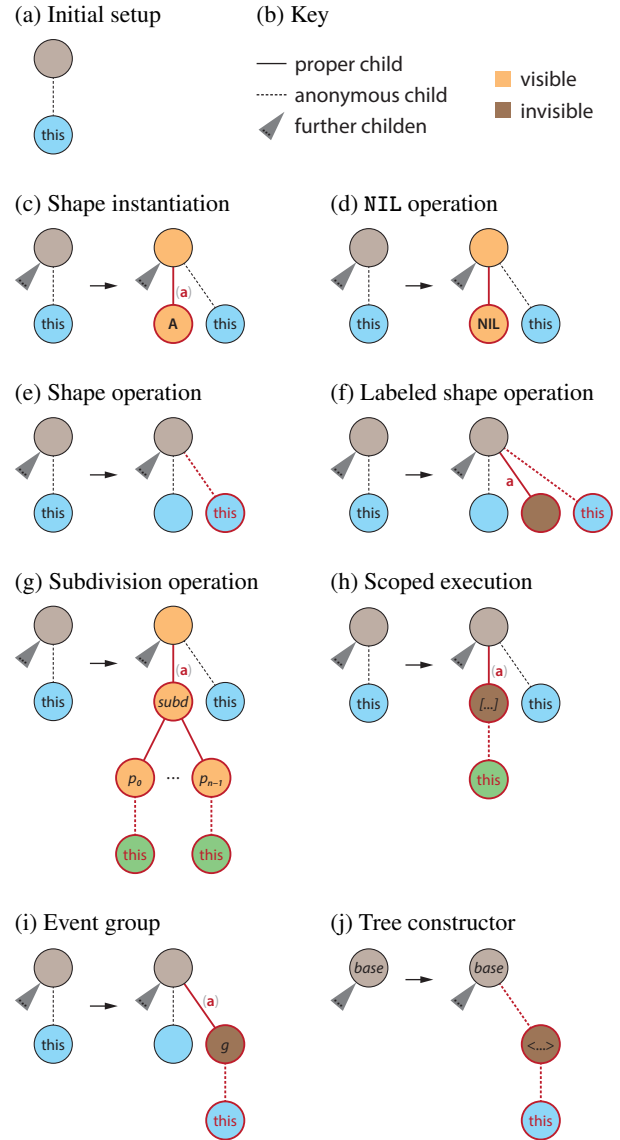 (a) Initial setup
this
(b) Key
proper child
anonymous child
... further childen
visible
invisible
(c) Shape instantiation
...
this
...
(a)
A
this
(d) NIL operation
...
this
...
NIL
this
(e) Shape operation
...
this
...
this
(f) Labeled shape operation
...
this
...
a
this
(g) Subdivision operation
...
this
...
(a)
subd
this
p0 ... pn−1
this
this
(h) Scoped execution
...
this
...
(a)
[...]
this
this
(i) Event group
...
this
...
(a)
g
this
(j) Tree constructor
base
...
base
...
<...>
this